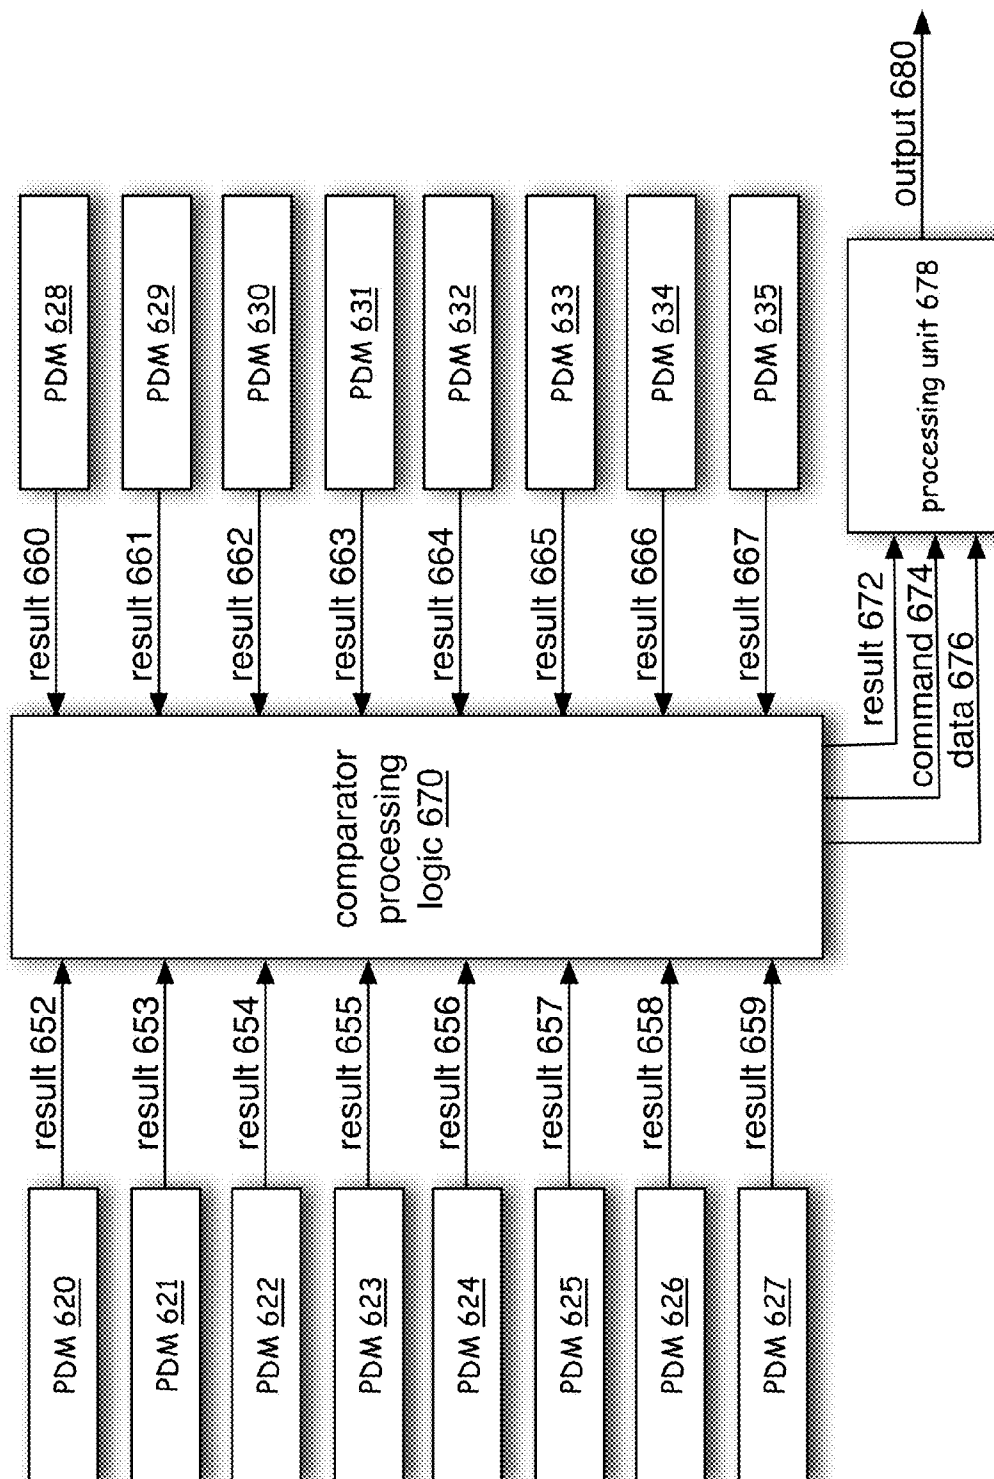 PDM 620
PDM 621
PDM 622
PDM 623
PDM 624
PDM 625
PDM 626
PDM 627
result 652
result 653
result 654
result 655
result 656
result 657
result 658
result 659
comparator
processing
logic 670
result 660
result 661
result 662
result 663
result 664
result 665
result 666
result 667
PDM 628
PDM 629
PDM 630
PDM 631
PDM 632
PDM 633
PDM 634
PDM 635
result 672
command 674
data 676
processing unit 678
output 680